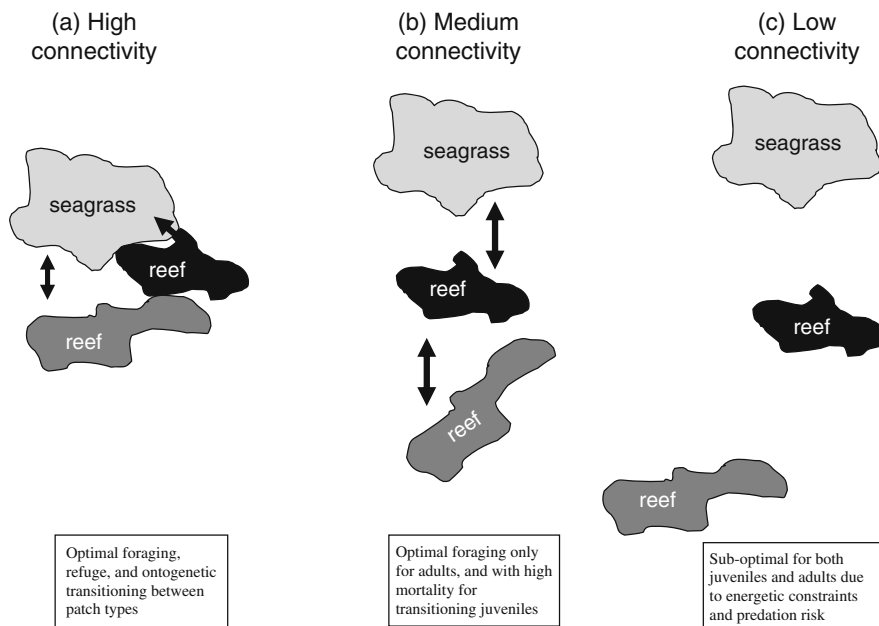 (a) High
connectivity
seagrass
reef
reef
Optimal foraging,
refuge, and ontogenetic
transitioning between
patch types
(b) Medium
connectivity
seagrass
reef
reef
Optimal foraging only
for adults, and with high
mortality for
transitioning juveniles
(c) Low
connectivity
seagrass
reef
reef
Sub-optimal for both
juveniles and adults due
to energetic constraints
and predation risk